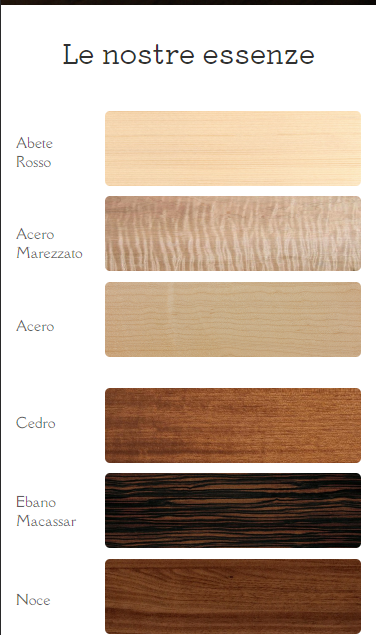 Le nostre essenze
Abete
Rosso
Acero
Marezzato
Acero
Cedro
Ebano
Macassar
Noce